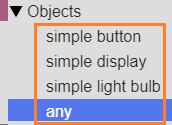 Objects
simple button
simple display
simple light bulb
any